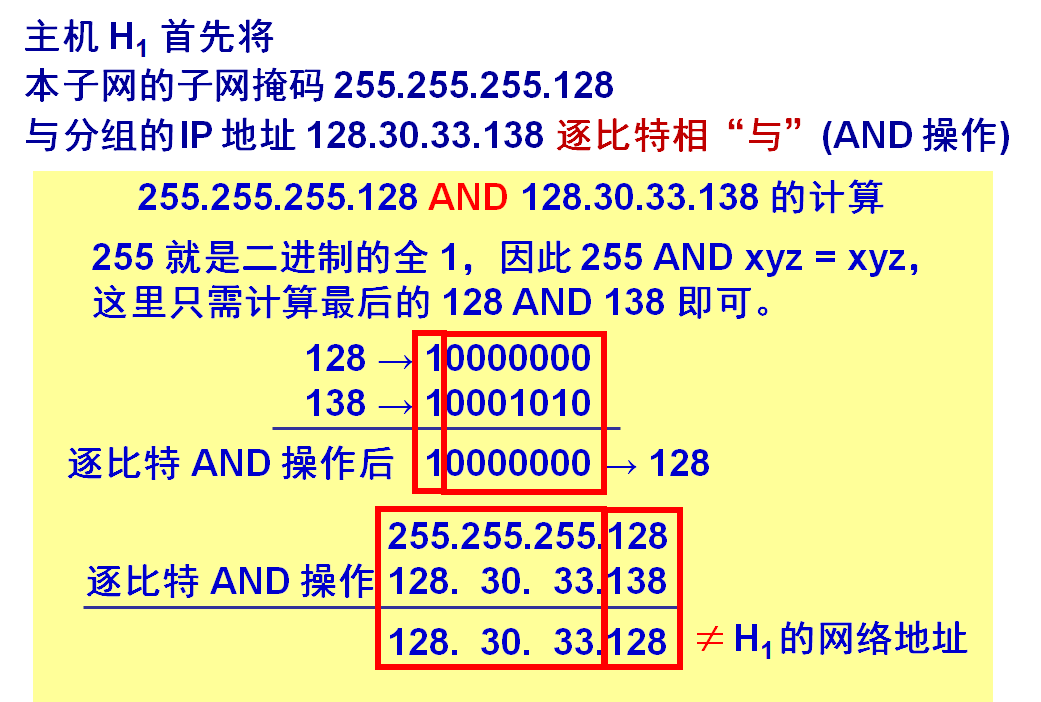 主机 H₁ 首先将
本子网的子网掩码 255.255.255.128
与分组的 IP 地址 128.30.33.138 逐比特相“与”(AND 操作)
255.255.255.128 AND 128.30.33.138 的计算
255 就是二进制的全 1，因此 255 AND xyz = xyz，
这里只需计算最后的 128 AND 138 即可。
128 → 10000000
138 → 10001010
逐比特 AND 操作后 10000000 → 128
255.255.255.128
逐比特 AND 操作 128. 30. 33.138
128. 30. 33.128 ≠ H₁ 的网络地址